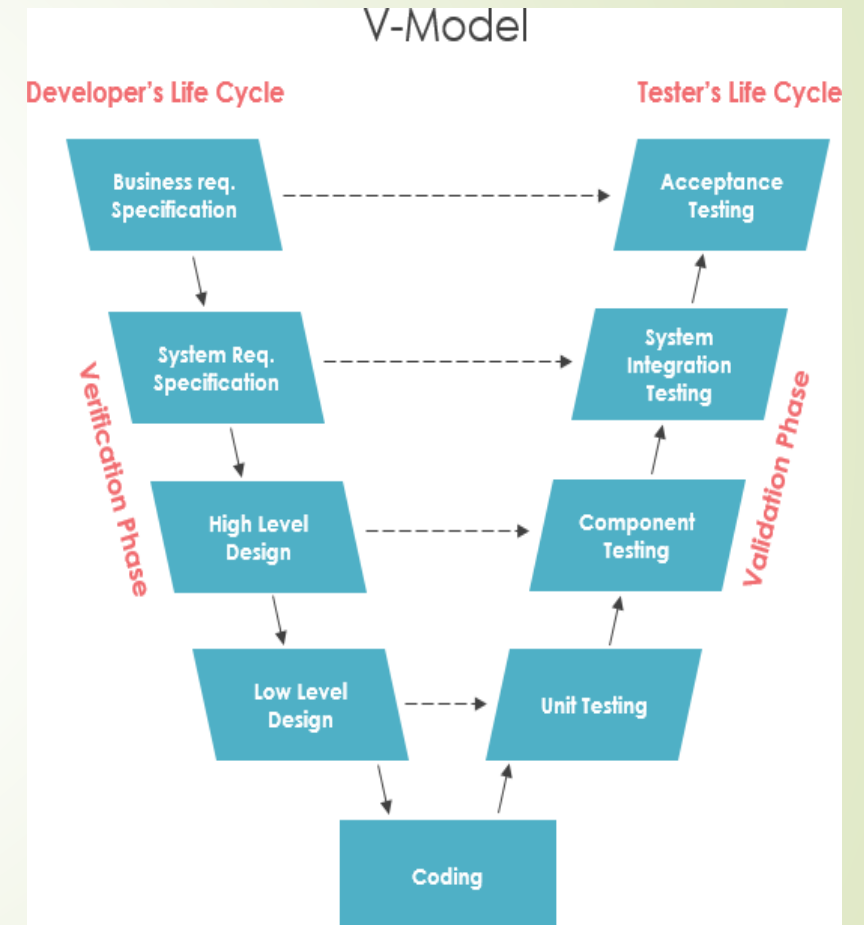 V-Model
Developer's Life Cycle
Tester's Life Cycle
Business req.
Specification
Acceptance
Testing
System Req.
Specification
System
Integration
Testing
Verification Phase
Validation Phase
High Level
Design
Component
Testing
Low Level
Design
Unit Testing
Coding